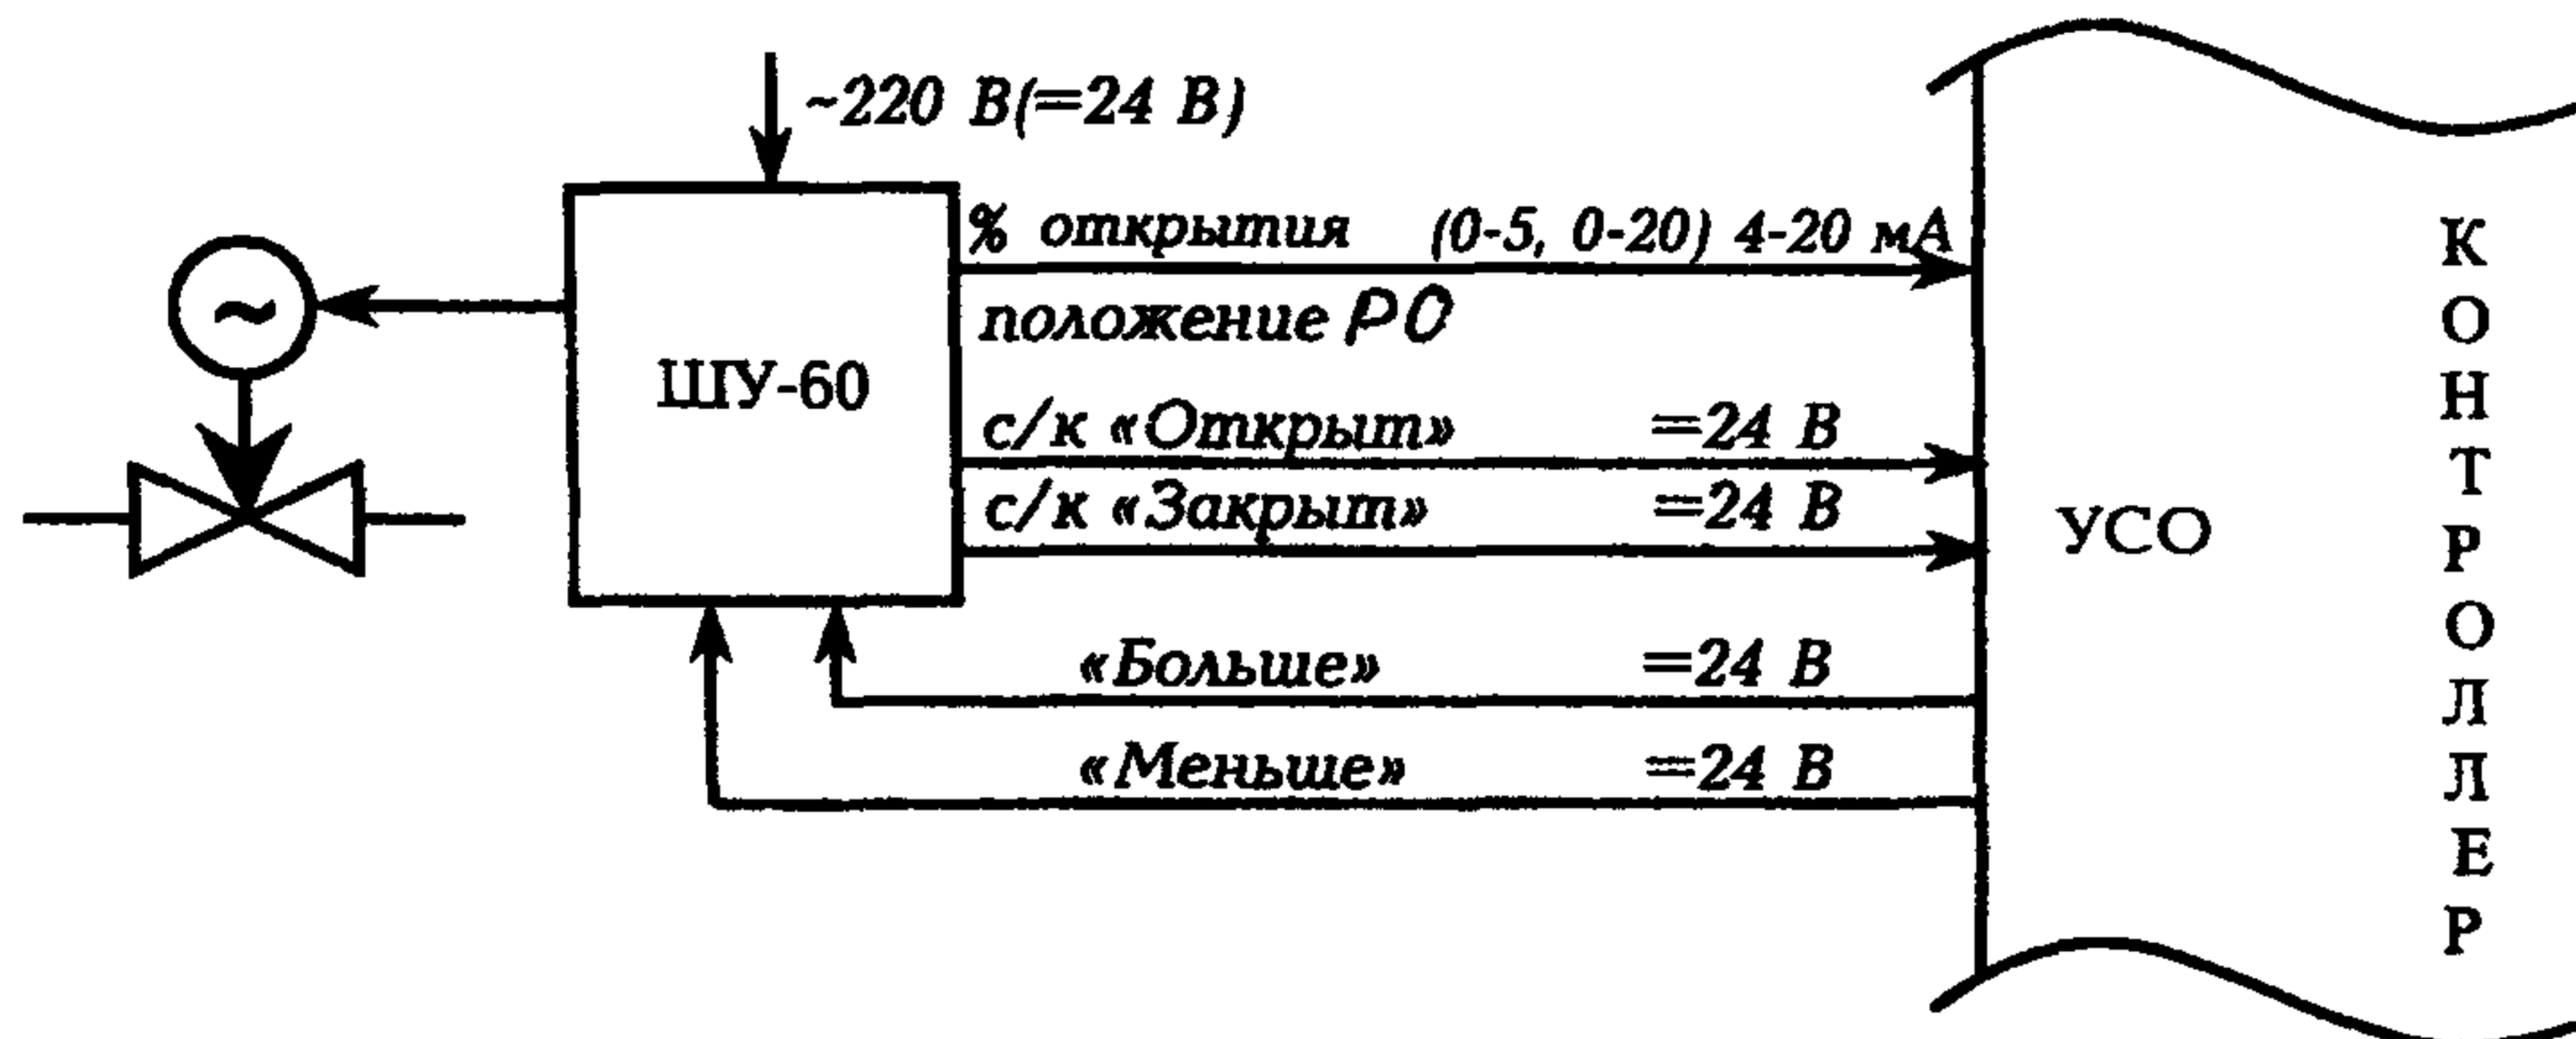 ~220 В(=24 В)
% открытия (0-5, 0-20) 4-20 мА
положение РО
ШУ-60
с/к «Открыт» =24 В
с/к «Закрыт» =24 В
«Больше» =24 В
«Меньше» =24 В
~
УСО
КОНТРОЛЛЕР